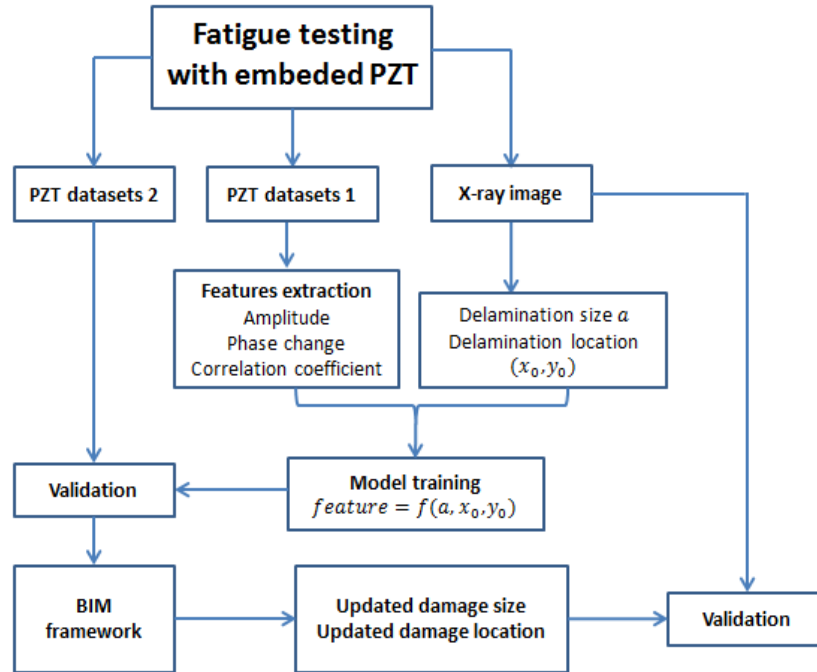 Fatigue testing
with embeded PZT
PZT datasets 2
PZT datasets 1
X-ray image
Features extraction
Amplitude
Phase change
Correlation coefficient
Delamination size a
Delamination location
(x₀,y₀)
Validation
Model training
feature = f(a, x₀,y₀)
BIM
framework
Updated damage size
Updated damage location
Validation